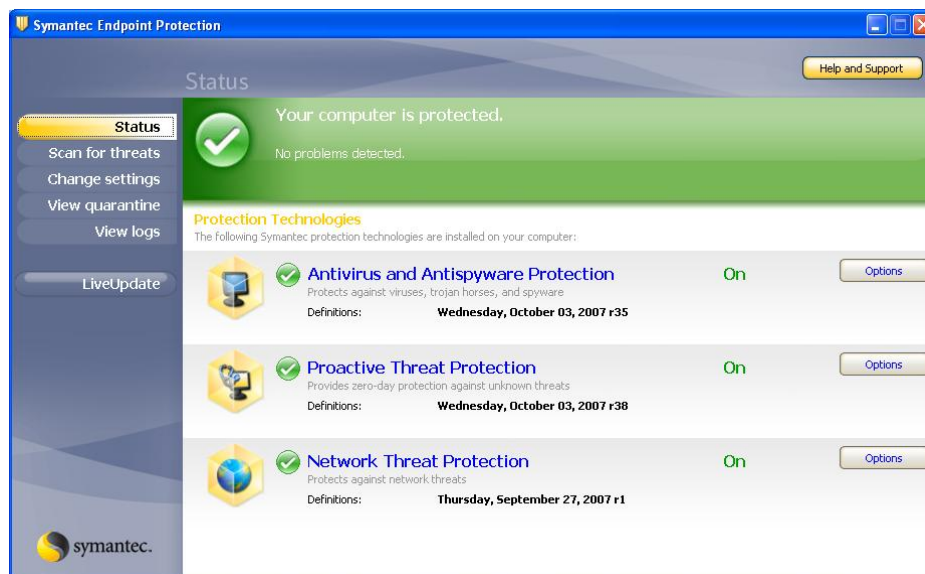 Symantec Endpoint Protection
Status
Help and Support
Status
Scan for threats
Change settings
View quarantine
View logs
LiveUpdate
Your computer is protected.
No problems detected.
Protection Technologies
The following Symantec protection technologies are installed on your computer:
Antivirus and Antispyware Protection
On
Options
Protects against viruses, trojan horses, and spyware
Definitions: Wednesday, October 03, 2007 r35
Proactive Threat Protection
On
Options
Provides zero-day protection against unknown threats
Definitions: Wednesday, October 03, 2007 r38
Network Threat Protection
On
Options
Protects against network threats
Definitions: Thursday, September 27, 2007 r1
symantec.